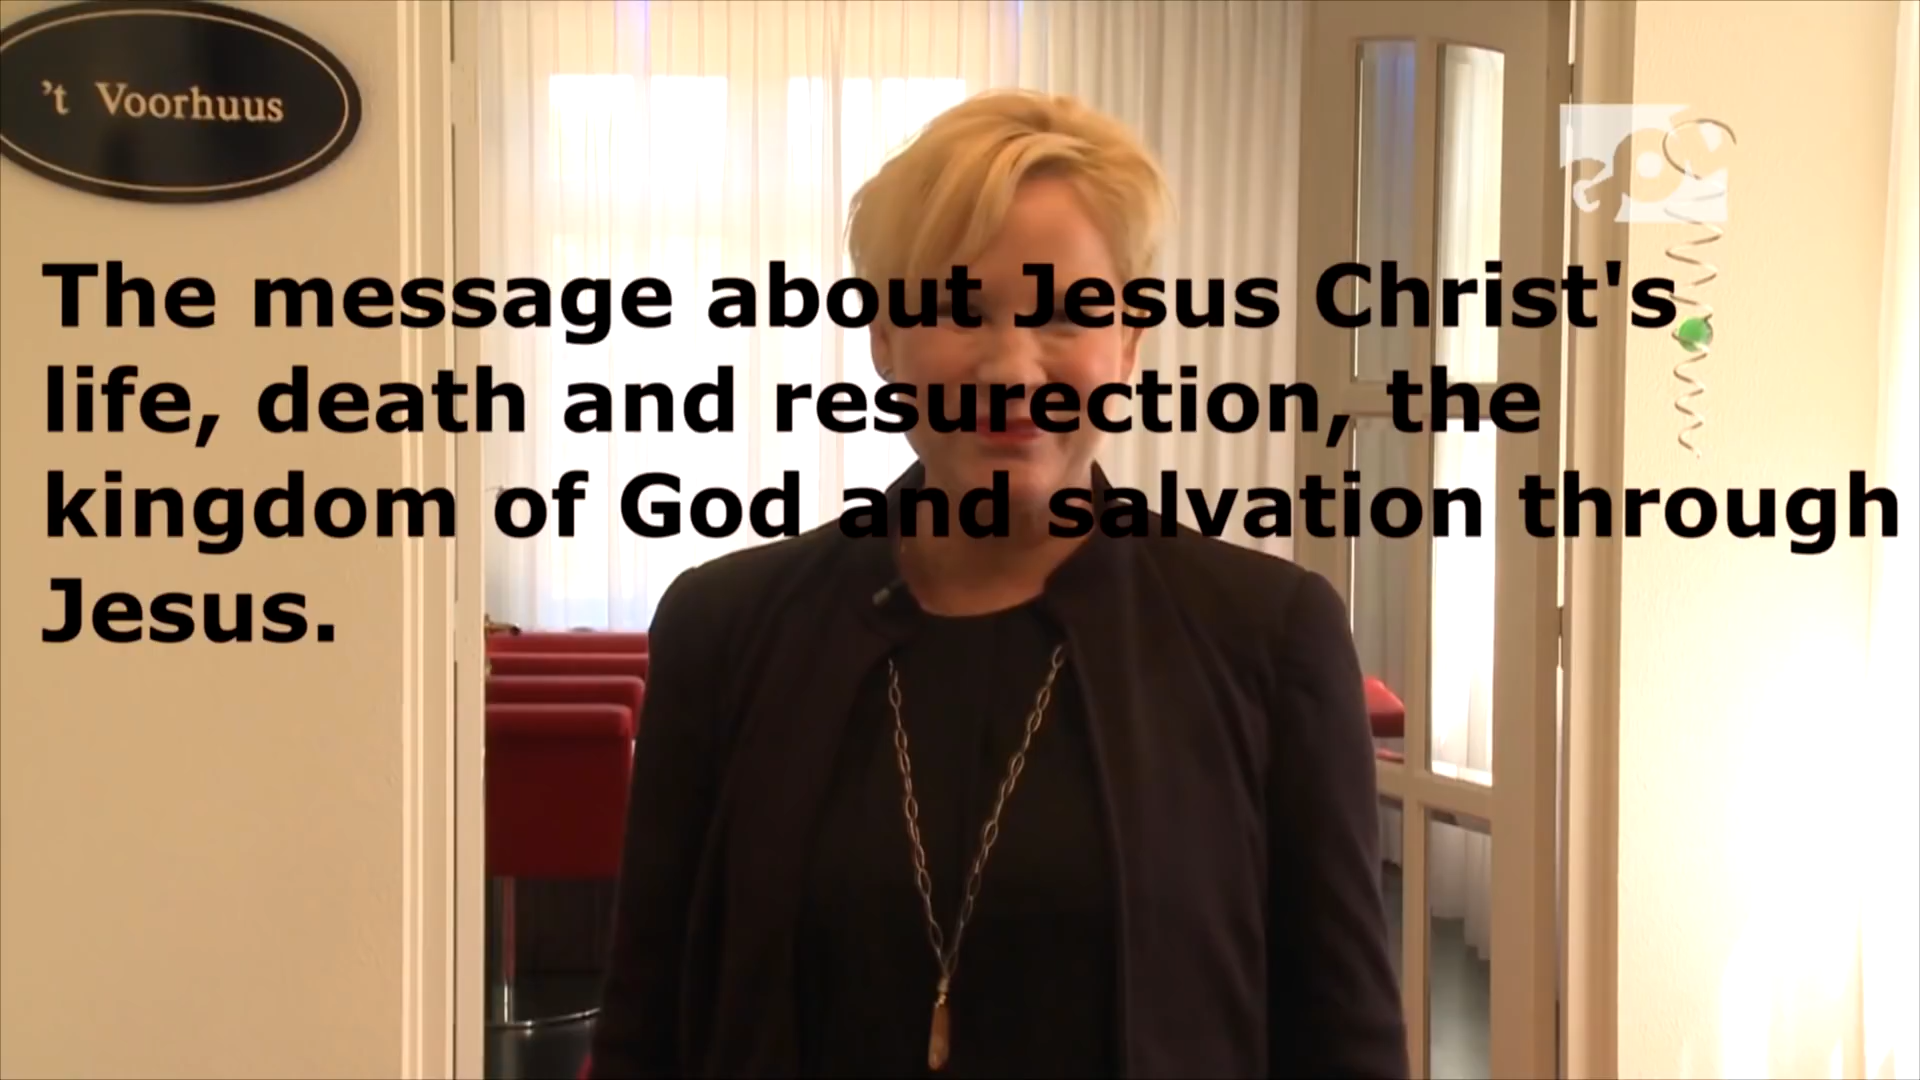 't Voorhuus
The message about Jesus Christ's
life, death and resurection, the
kingdom of God and salvation through
Jesus.